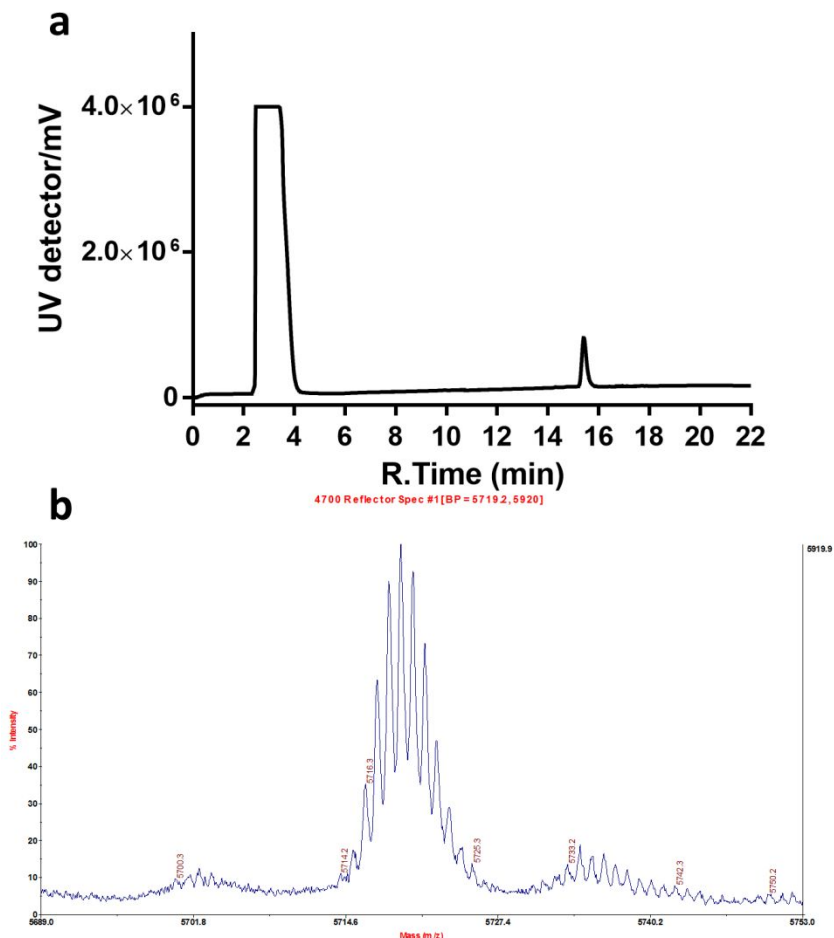 a
UV detector/mV
4.0×10⁶
2.0×10⁶
0
0 2 4 6 8 10 12 14 16 18 20 22
R.Time (min)
b
4700 Reflector Spec #1[BP = 5719.2, 5920]
5919.9
% Intensity
100
90
80
70
60
50
40
30
20
10
0
5700.3
5714.2
5716.3
5725.3
5733.2
5742.3
5750.2
5689.0 5701.8 5714.6 5727.4 5740.2 5753.0
Mass (m/z)